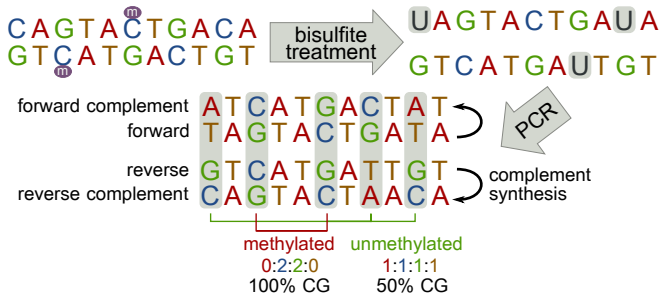 m
CAGTACTGACA
GTCATGACTGT
m
bisulfite
treatment
UAGTACTGAUA
GTCATGAUTGT
PCR
forward complement ATCATGACTAT
forward TAGTACTGATA
reverse GTCATGATTGT
reverse complement CAGTACTAACA
complement
synthesis
methylated unmethylated
0:2:2:0 1:1:1:1
100% CG 50% CG